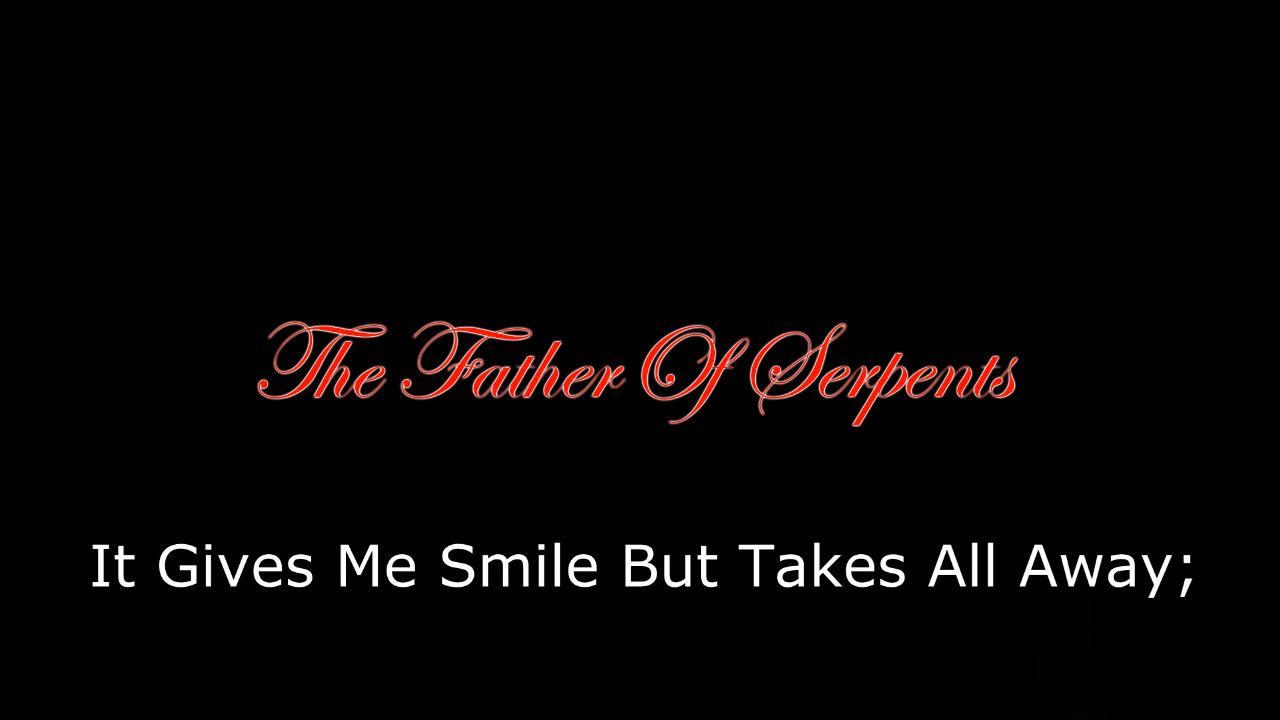 The Father Of Serpents
It Gives Me Smile But Takes All Away;